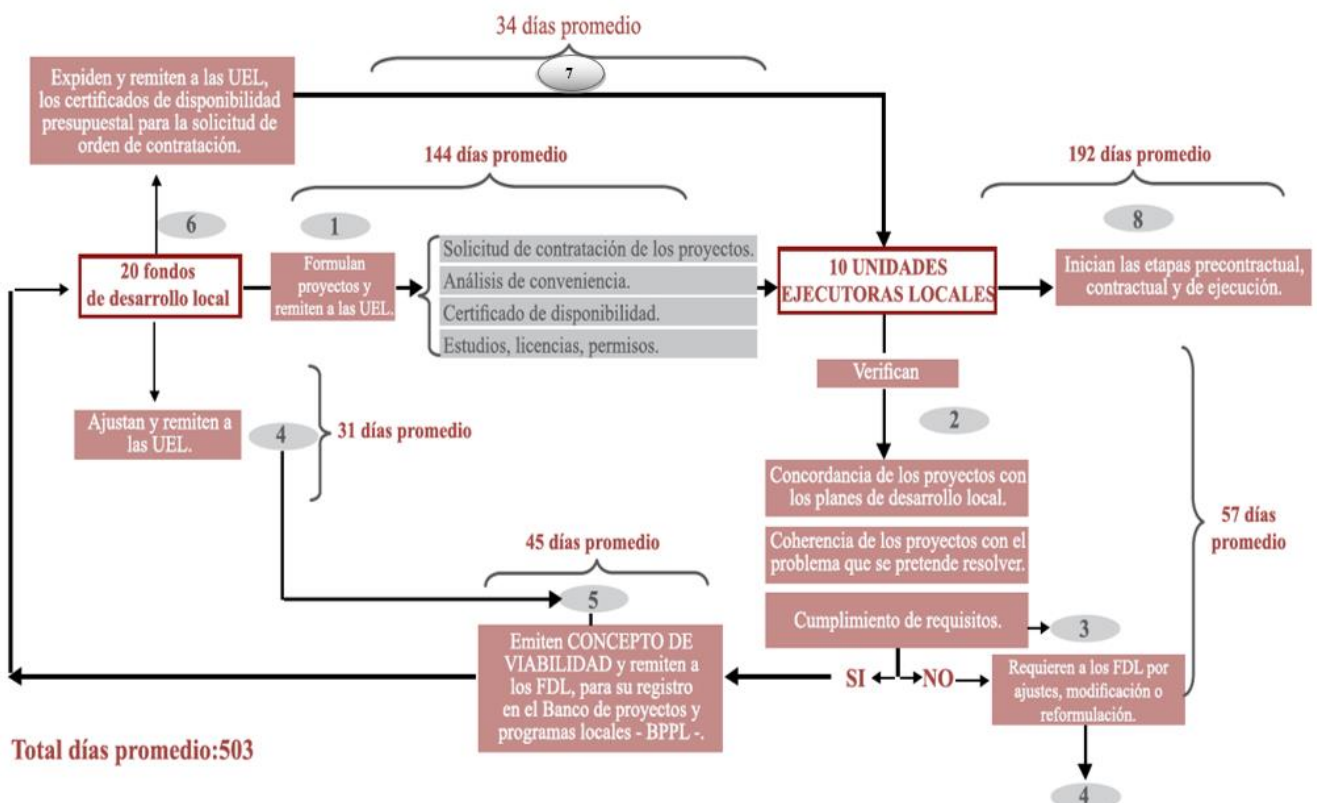 34 días promedio
7
Expiden y remiten a las UEL,
los certificados de disponibilidad
presupuestal para la solicitud de
orden de contratación.
144 días promedio
192 días promedio
6
1
8
20 fondos
de desarrollo local
Formulan
proyectos y
remiten a las UEL.
Solicitud de contratación de los proyectos.
Análisis de conveniencia.
Certificado de disponibilidad.
Estudios, licencias, permisos.
10 UNIDADES
EJECUTORAS LOCALES
Inician las etapas precontractual,
contractual y de ejecución.
Verifican
2
Ajustan y remiten a
las UEL.
4
31 días promedio
Concordancia de los proyectos con
los planes de desarrollo local.
Coherencia de los proyectos con el
problema que se pretende resolver.
Cumplimiento de requisitos.
57 días
promedio
45 días promedio
5
3
Emiten CONCEPTO DE
VIABILIDAD y remiten a
los FDL, para su registro
en el Banco de proyectos y
programas locales - BPPL -.
SI
NO
Requieren a los FDL por
ajustes, modificación o
reformulación.
4
Total días promedio:503